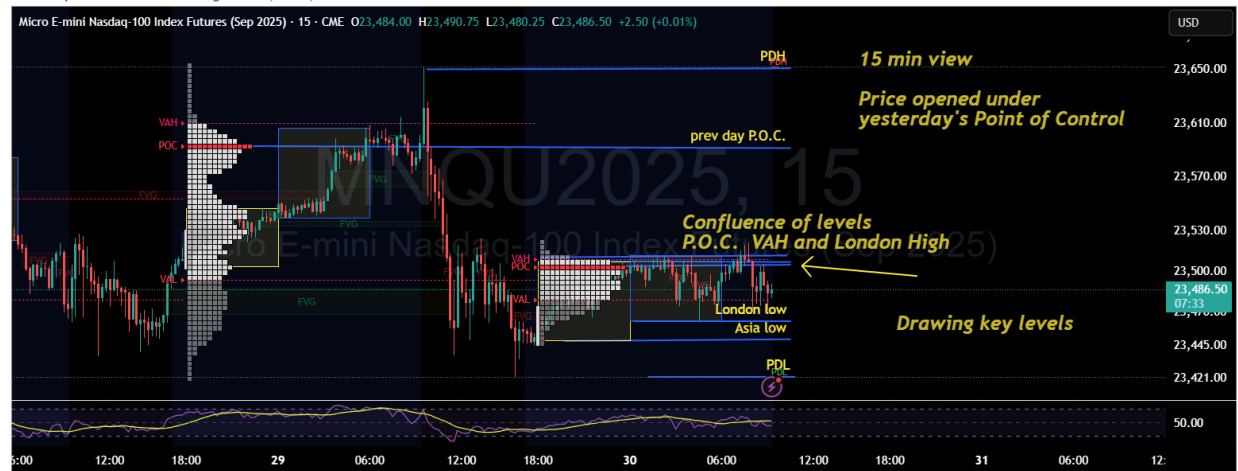 Micro E-mini Nasdaq-100 Index Futures (Sep 2025) · 15 · CME O23,484.00 H23,490.75 L23,480.25 C23,486.50 +2.50 (+0.01%)
USD
PDH
PDH
15 min view
23,650.00
Price opened under
yesterday's Point of Control
VAH
23,610.00
POC
prev day P.O.C.
MNQU2025, 15
FVG
FVG
23,570.00
FVG
Confluence of levels
23,530.00
P.O.C. VAH and London High
Micro E-mini Nasdaq-100 Index Futures (Sep 2025)
VAH
POC
23,500.00
VAL
23,486.50
07:33
FVG
VAL
FVG
London low
23,470.00
Drawing key levels
Asia low
23,445.00
PDL
PDL
23,421.00
50.00
6:00
12:00
18:00
29
06:00
12:00
18:00
30
06:00
12:00
18:00
31
06:00
12: